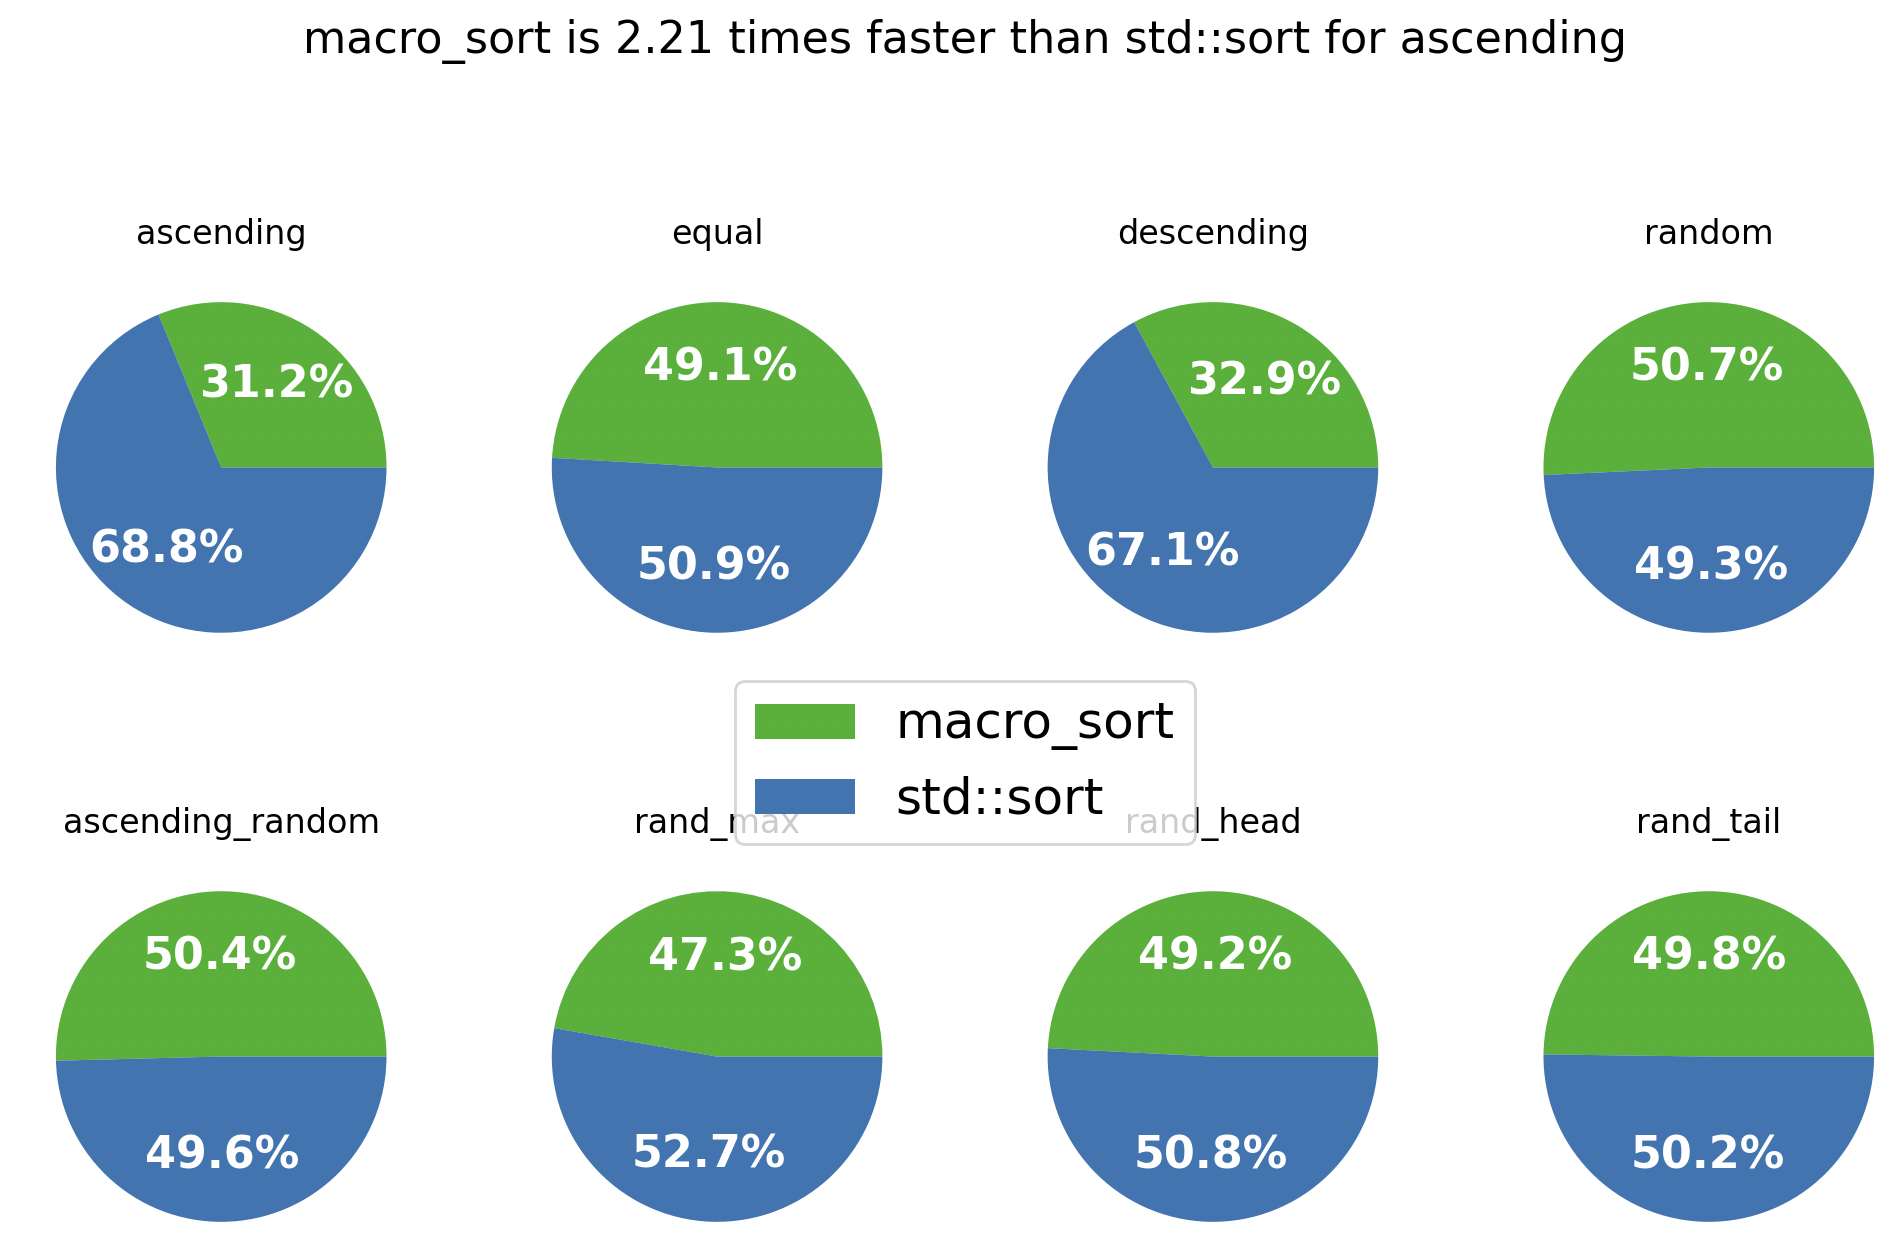 macro_sort is 2.21 times faster than std::sort for ascending
ascending
equal
descending
random
31.2%
49.1%
32.9%
50.7%
68.8%
50.9%
67.1%
49.3%
macro_sort
std::sort
ascending_random
rand_max
rand_head
rand_tail
50.4%
47.3%
49.2%
49.8%
49.6%
52.7%
50.8%
50.2%